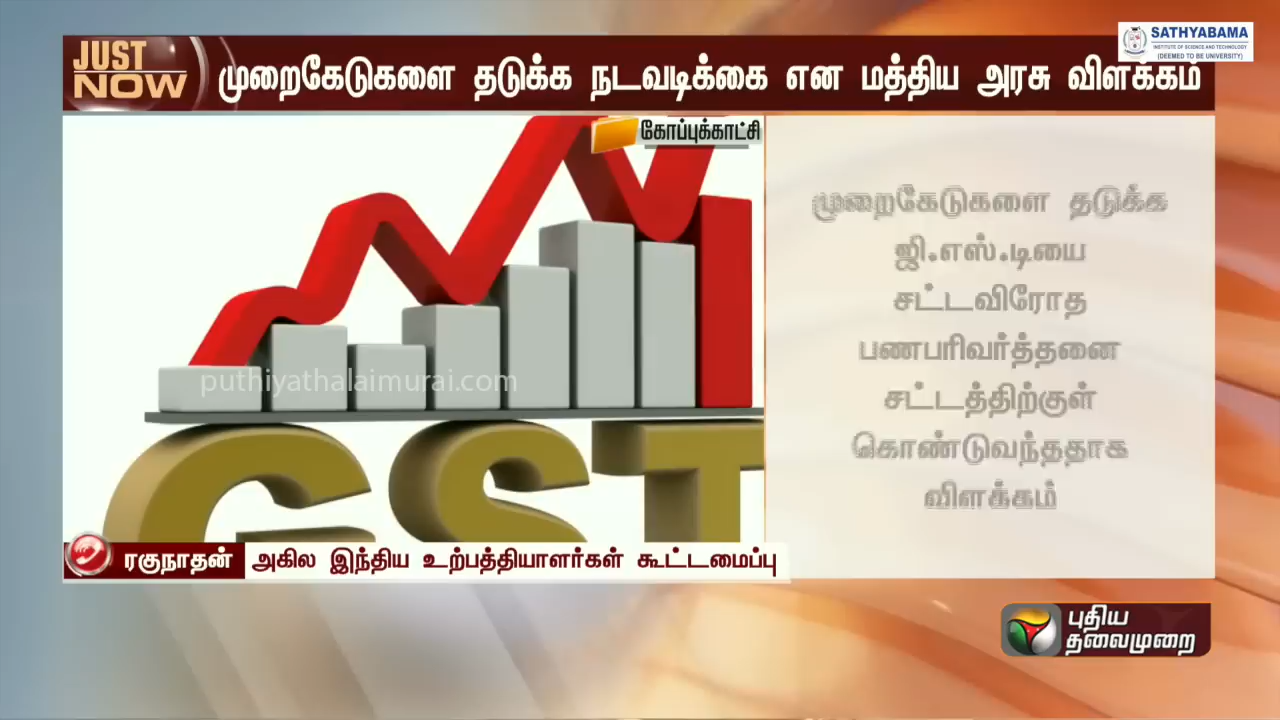 JUST
NOW
முறைகேடுகளை தடுக்க நடவடிக்கை என மத்திய அரசு விளக்கம்
SATHYABAMA
INSTITUTE OF SCIENCE AND TECHNOLOGY
(DEEMED TO BE UNIVERSITY)
கோப்புக்காட்சி
முறைகேடுகளை தடுக்க
ஜி.எஸ்.டியை
சட்டவிரோத
பணபரிவர்த்தனை
சட்டத்திற்குள்
கொண்டுவந்ததாக
விளக்கம்
puthiyathalaimurai.com
GST
ரகுநாதன் அகில இந்திய உற்பத்தியாளர்கள் கூட்டமைப்பு
புதிய
தலைமுறை